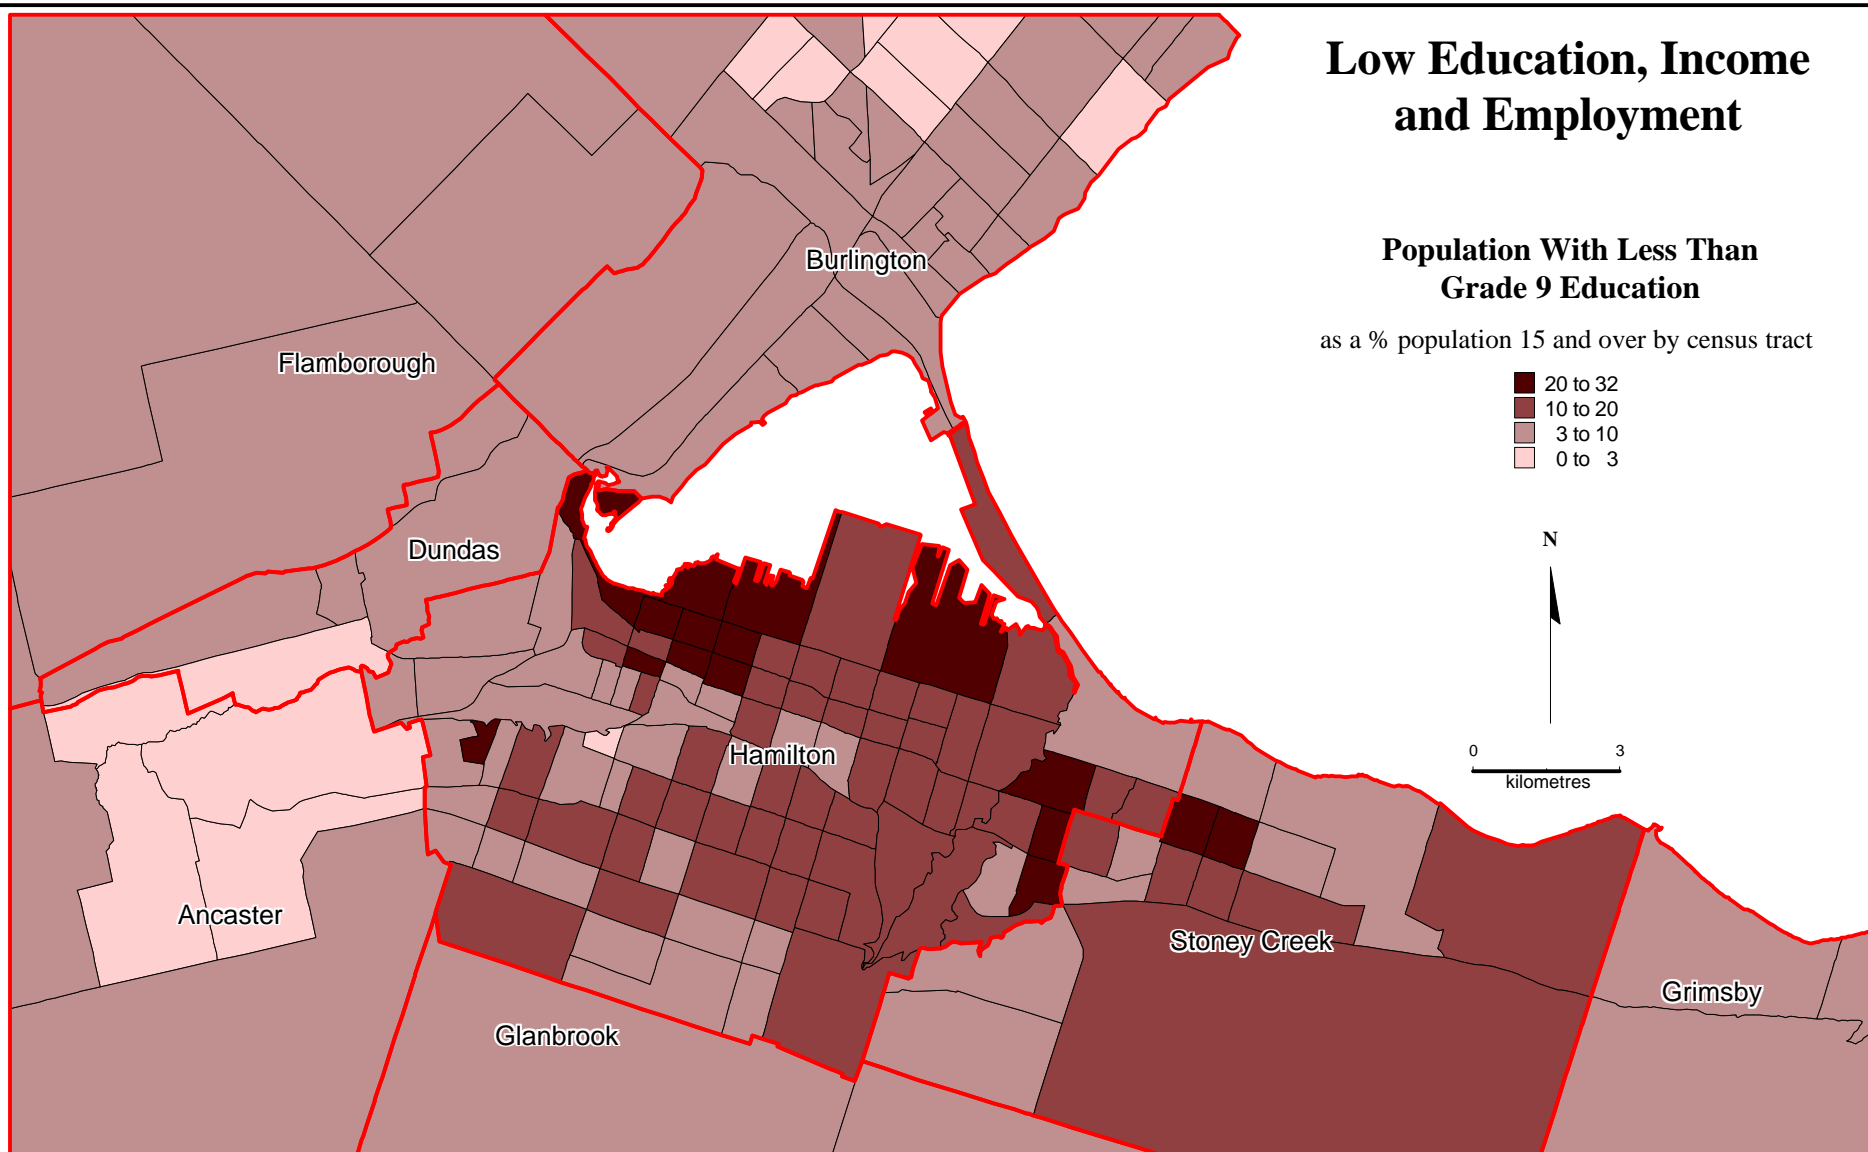 Low Education, Income
and Employment
Population With Less Than
Grade 9 Education
as a % population 15 and over by census tract
20 to 32
10 to 20
3 to 10
0 to 3
N
0 3
kilometres
Burlington
Flamborough
Dundas
Hamilton
Ancaster
Stoney Creek
Grimsby
Glanbrook